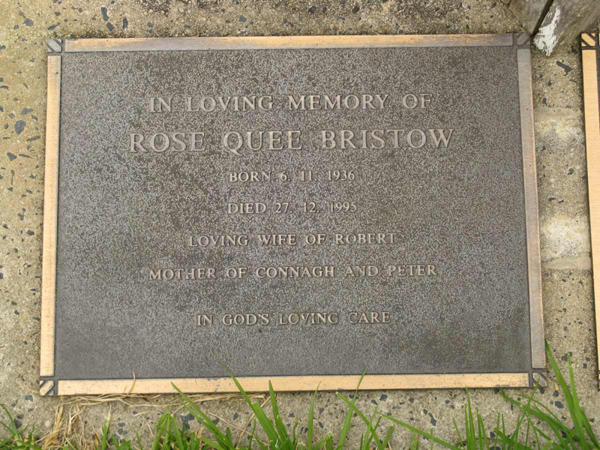 IN LOVING MEMORY OF
ROSE QUEE BRISTOW
BORN 6. 11. 1936
DIED 27. 12. 1995
LOVING WIFE OF ROBERT
MOTHER OF CONNAGH AND PETER
IN GOD'S LOVING CARE